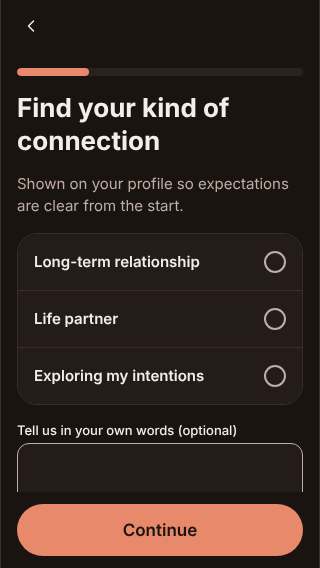 Find your kind of
connection
Shown on your profile so expectations
are clear from the start.
Long-term relationship
Life partner
Exploring my intentions
Tell us in your own words (optional)
Continue